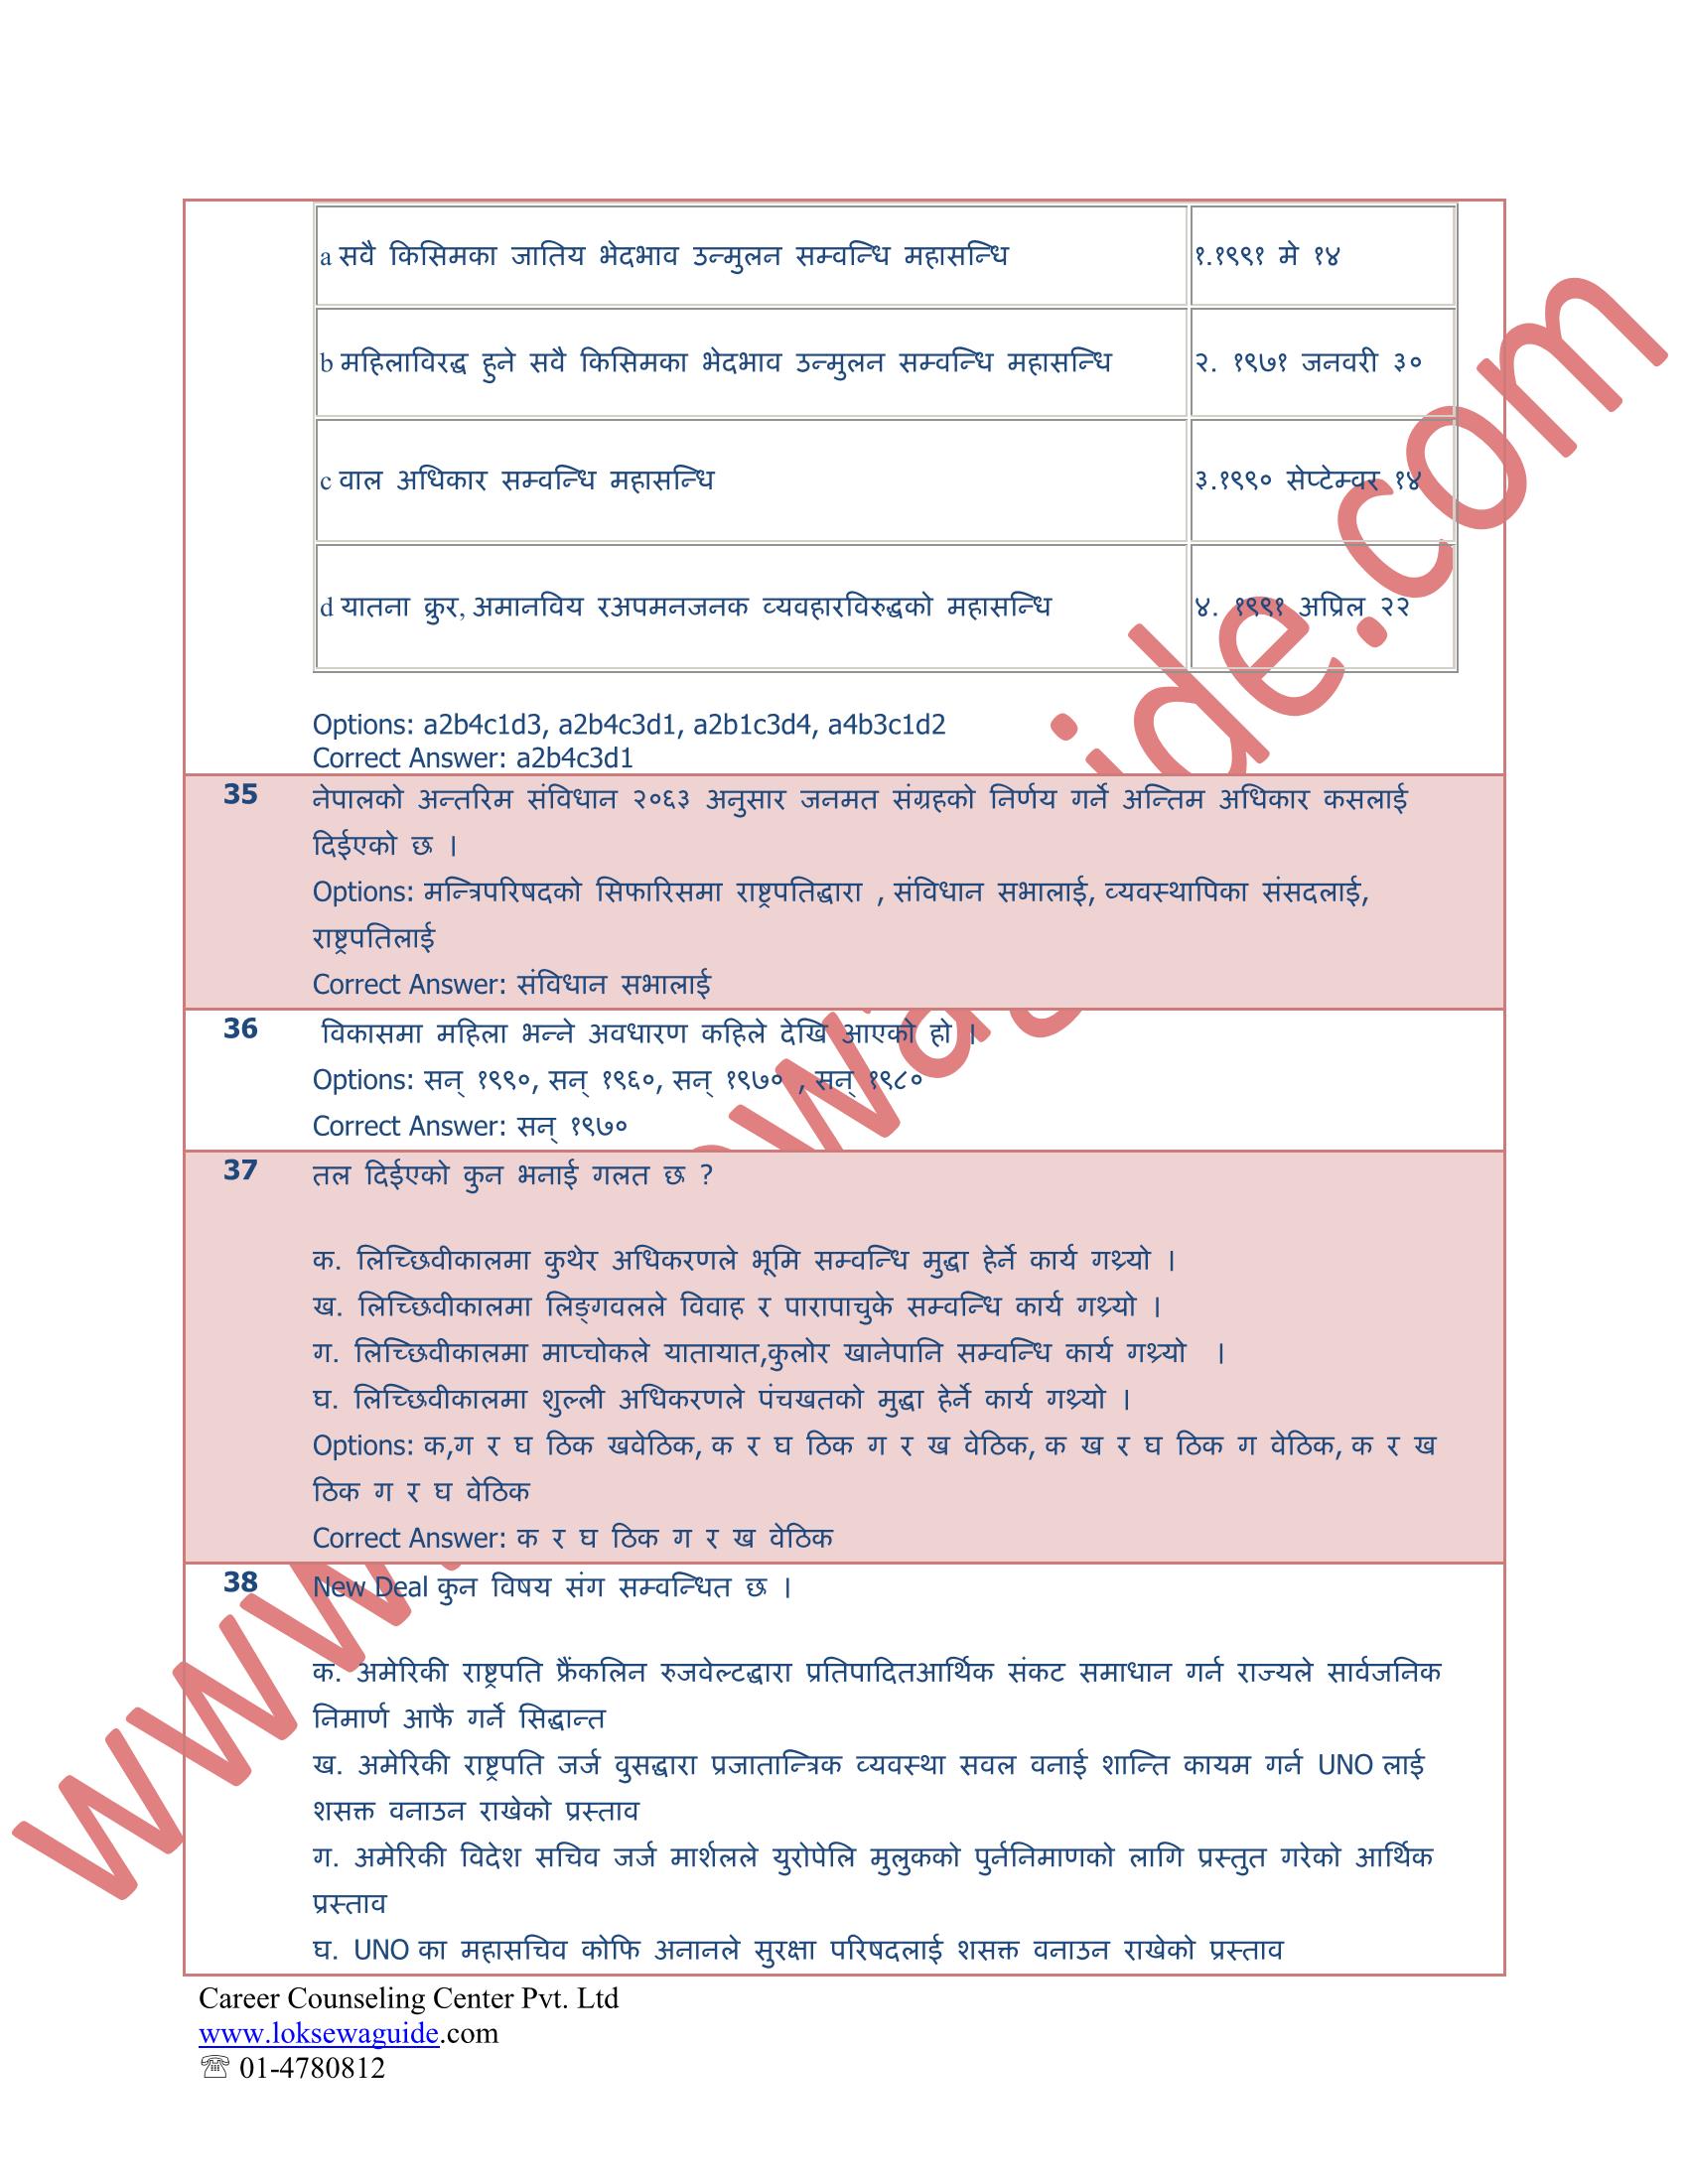 a सवै किसिमका जातिय भेदभाव उन्मुलन सम्वन्धि महासन्धि १.१९९१ मे १४
b महिलाविरद्ध हुने सवै किसिमका भेदभाव उन्मुलन सम्वन्धि महासन्धि २. १९७१ जनवरी ३०
c वाल अधिकार सम्वन्धि महासन्धि ३.१९९० सेप्टेम्वर १४
d यातना क्रुर, अमानविय रअपमनजनक व्यवहारविरुद्धको महासन्धि ४. १९९१ अप्रिल २२
Options: a2b4c1d3, a2b4c3d1, a2b1c3d4, a4b3c1d2
Correct Answer: a2b4c3d1
35 नेपालको अन्तरिम संविधान २०६३ अनुसार जनमत संग्रहको निर्णय गर्ने अन्तिम अधिकार कसलाई
दिईएको छ ।
Options: मन्त्रिपरिषदको सिफारिसमा राष्ट्रपतिद्धारा , संविधान सभालाई, व्यवस्थापिका संसदलाई,
राष्ट्रपतिलाई
Correct Answer: संविधान सभालाई
36 विकासमा महिला भन्ने अवधारण कहिले देखि आएको हो ।
Options: सन् १९९०, सन् १९६०, सन् १९७० , सन् १९८०
Correct Answer: सन् १९७०
37 तल दिईएको कुन भनाई गलत छ ?
क. लिच्छिवीकालमा कुथेर अधिकरणले भूमि सम्वन्धि मुद्धा हेर्ने कार्य गथ्र्यो ।
ख. लिच्छिवीकालमा लिङ्गवलले विवाह र पारापाचुके सम्वन्धि कार्य गथ्र्यो ।
ग. लिच्छिवीकालमा माप्चोकले यातायात,कुलोर खानेपानि सम्वन्धि कार्य गथ्र्यो ।
घ. लिच्छिवीकालमा शुल्ली अधिकरणले पंचखतको मुद्धा हेर्ने कार्य गथ्र्यो ।
Options: क,ग र घ ठिक खवेठिक, क र घ ठिक ग र ख वेठिक, क ख र घ ठिक ग वेठिक, क र ख
ठिक ग र घ वेठिक
Correct Answer: क र घ ठिक ग र ख वेठिक
38 New Deal कुन विषय संग सम्वन्धित छ ।
क. अमेरिकी राष्ट्रपति फ्रैंकलिन रुजवेल्टद्धारा प्रतिपादितआर्थिक संकट समाधान गर्न राज्यले सार्वजनिक
निमार्ण आफै गर्ने सिद्धान्त
ख. अमेरिकी राष्ट्रपति जर्ज वुसद्धारा प्रजातान्त्रिक व्यवस्था सवल वनाई शान्ति कायम गर्न UNO लाई
शसक्त वनाउन राखेको प्रस्ताव
ग. अमेरिकी विदेश सचिव जर्ज मार्शलले युरोपेलि मुलुकको पुर्ननिमाणको लागि प्रस्तुत गरेको आर्थिक
प्रस्ताव
घ. UNO का महासचिव कोफि अनानले सुरक्षा परिषदलाई शसक्त वनाउन राखेको प्रस्ताव
Career Counseling Center Pvt. Ltd
www.loksewaguide.com
☏ 01-4780812